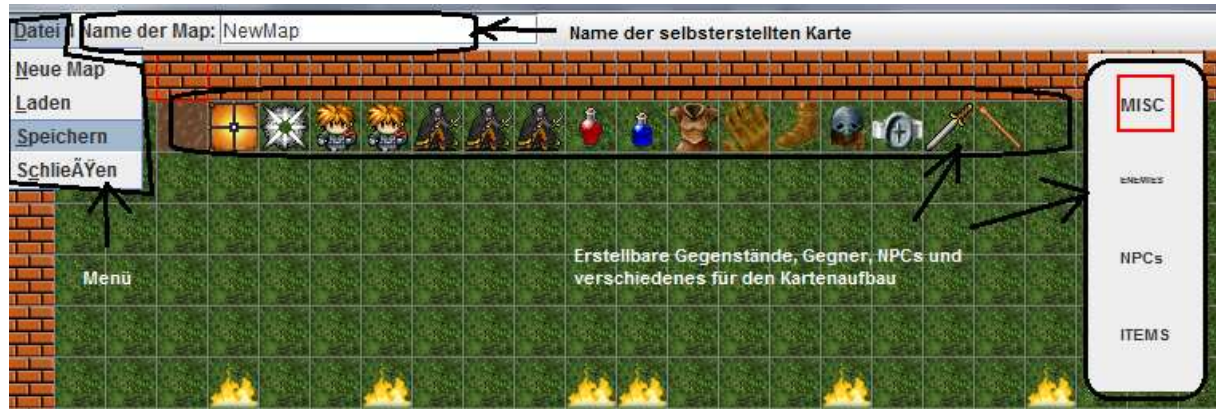 Datei Name der Map: NewMap
Name der selbsterstellten Karte
Neue Map
Laden
Speichern
SchlieÃŸen
MISC
ENEMIES
NPCs
ITEMS
Menü
Erstellbare Gegenstände, Gegner, NPCs und
verschiedenes für den Kartenaufbau